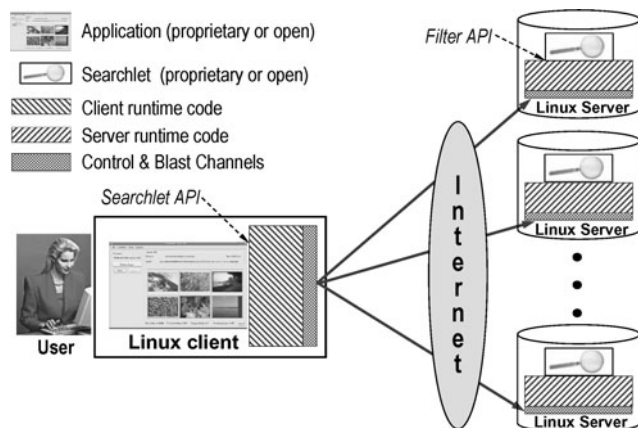 Application (proprietary or open)
Searchlet (proprietary or open)
Client runtime code
Server runtime code
Control & Blast Channels
Searchlet API
User
Linux client
Internet
Filter API
Linux Server
Linux Server
Linux Server